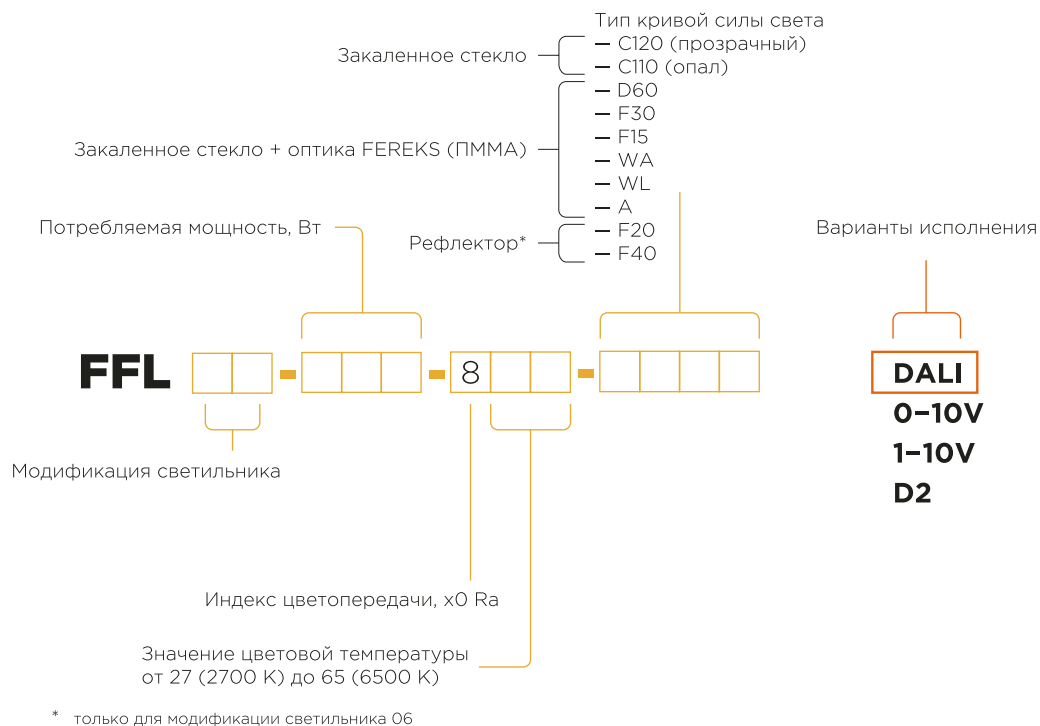 Тип кривой силы света
Закаленное стекло
— C120 (прозрачный)
— C110 (опал)
Закаленное стекло + оптика FEREKS (ПММА)
— D60
— F30
— F15
— WA
— WL
— A
Рефлектор*
— F20
— F40
Потребляемая мощность, Вт
Варианты исполнения
FFL - - 8 -
DALI
0-10V
1-10V
D2
Модификация светильника
Индекс цветопередачи, x0 Ra
Значение цветовой температуры
от 27 (2700 K) до 65 (6500 K)
* только для модификации светильника 06